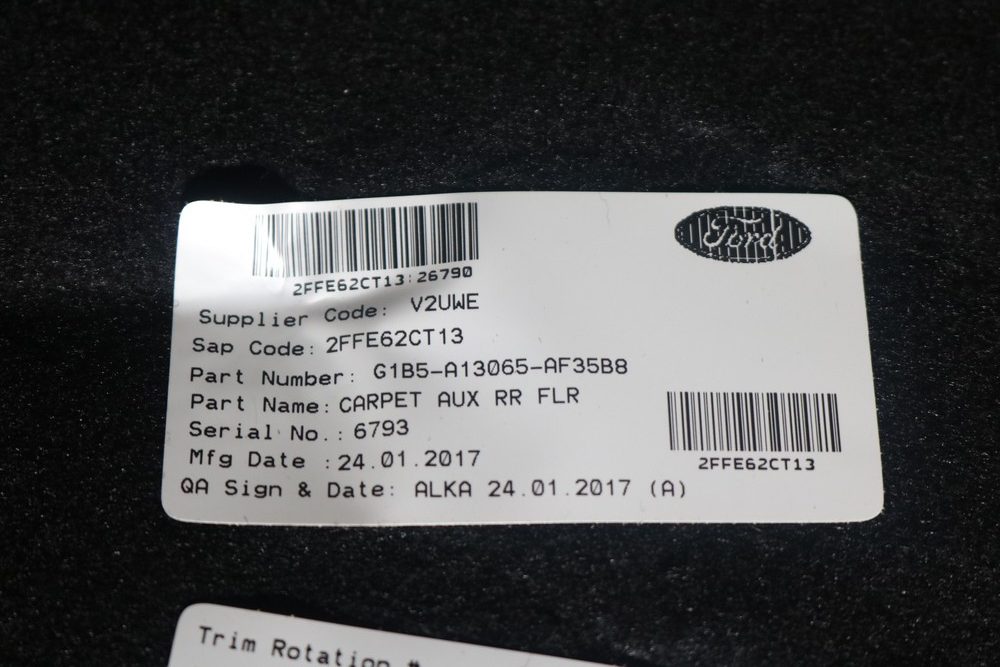 Ford
2FFE62CT13:26790
Supplier Code: V2UWE
Sap Code: 2FFE62CT13
Part Number: G1B5-A13065-AF35B8
Part Name: CARPET AUX RR FLR
Serial No.: 6793
Mfg Date :24.01.2017
QA Sign & Date: ALKA 24.01.2017 (A)
2FFE62CT13
Trim Rotation #